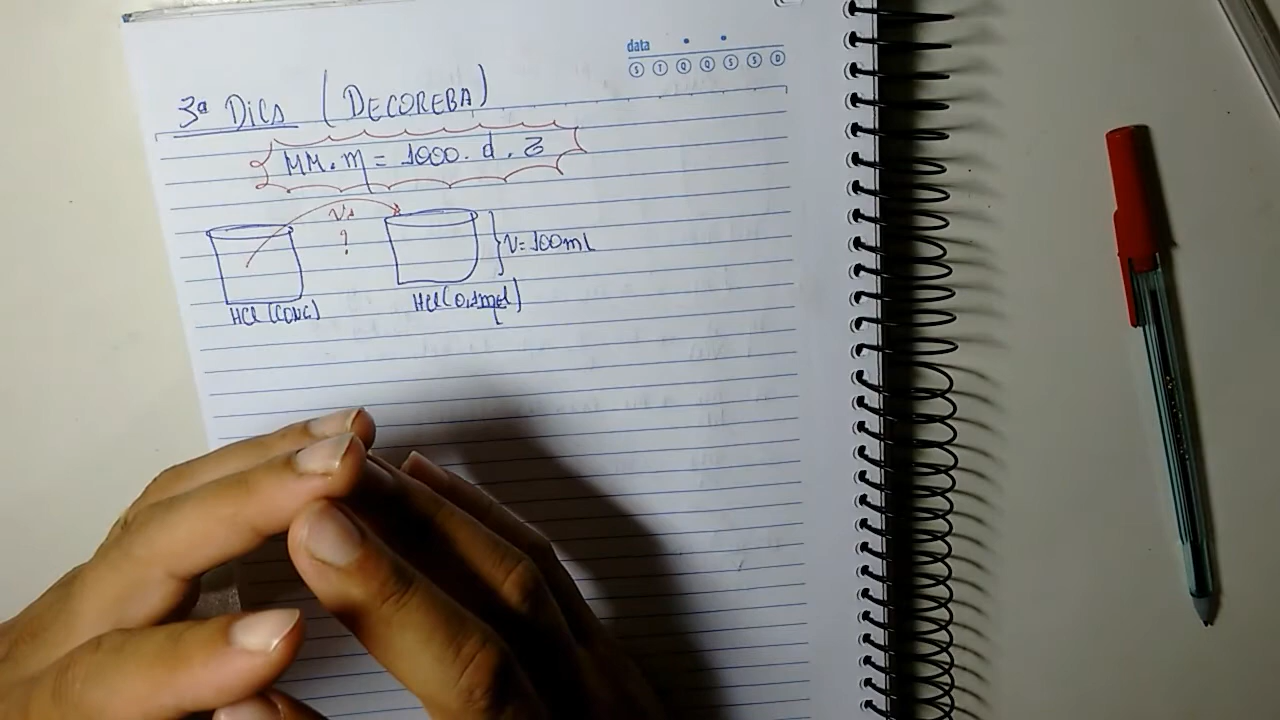 data
S T Q Q S S D
3ª DICA (DECOREBA)
MM.m = 1000.d.z
V1
?
V=100ml
HCl (CONC)
HCl (0,1mol)